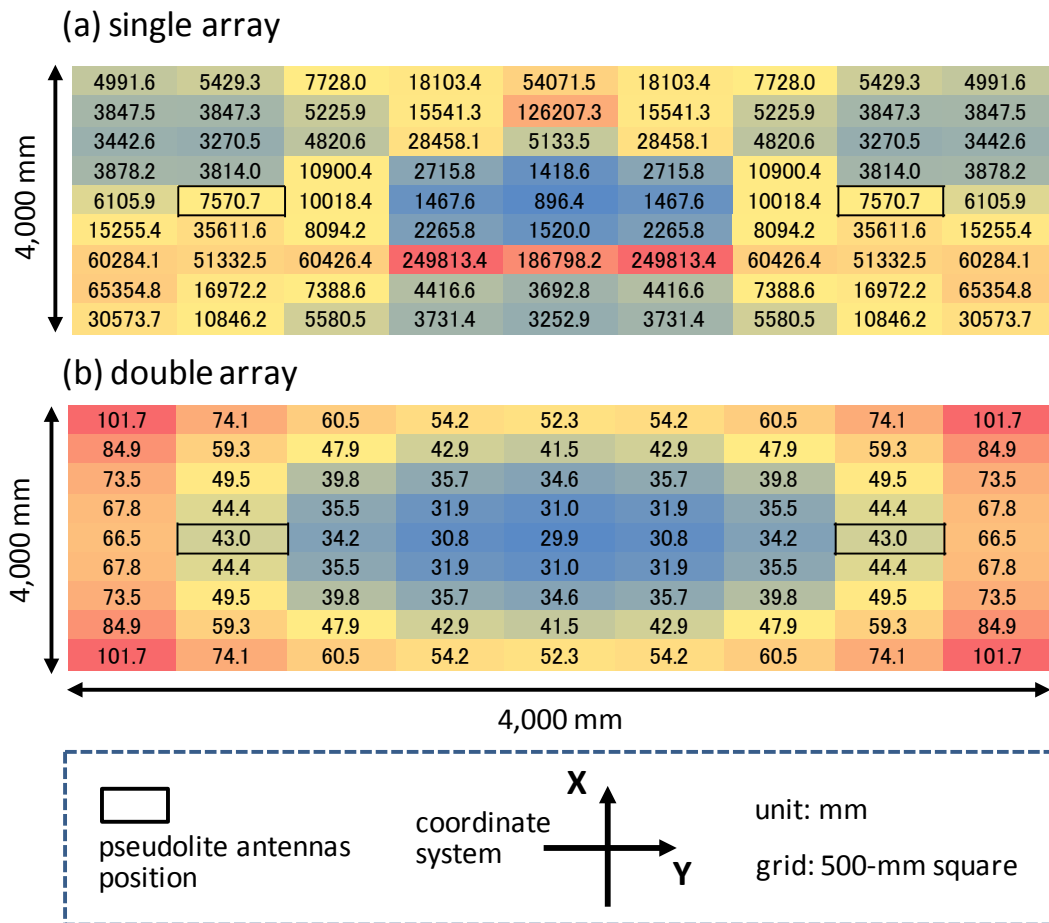 (a) single array
4991.6 5429.3 7728.0 18103.4 54071.5 18103.4 7728.0 5429.3 4991.6
3847.5 3847.3 5225.9 15541.3 126207.3 15541.3 5225.9 3847.3 3847.5
3442.6 3270.5 4820.6 28458.1 5133.5 28458.1 4820.6 3270.5 3442.6
3878.2 3814.0 10900.4 2715.8 1418.6 2715.8 10900.4 3814.0 3878.2
6105.9 7570.7 10018.4 1467.6 896.4 1467.6 10018.4 7570.7 6105.9
15255.4 35611.6 8094.2 2265.8 1520.0 2265.8 8094.2 35611.6 15255.4
60284.1 51332.5 60426.4 249813.4 186798.2 249813.4 60426.4 51332.5 60284.1
65354.8 16972.2 7388.6 4416.6 3692.8 4416.6 7388.6 16972.2 65354.8
30573.7 10846.2 5580.5 3731.4 3252.9 3731.4 5580.5 10846.2 30573.7
4,000 mm
(b) double array
101.7 74.1 60.5 54.2 52.3 54.2 60.5 74.1 101.7
84.9 59.3 47.9 42.9 41.5 42.9 47.9 59.3 84.9
73.5 49.5 39.8 35.7 34.6 35.7 39.8 49.5 73.5
67.8 44.4 35.5 31.9 31.0 31.9 35.5 44.4 67.8
66.5 43.0 34.2 30.8 29.9 30.8 34.2 43.0 66.5
67.8 44.4 35.5 31.9 31.0 31.9 35.5 44.4 67.8
73.5 49.5 39.8 35.7 34.6 35.7 39.8 49.5 73.5
84.9 59.3 47.9 42.9 41.5 42.9 47.9 59.3 84.9
101.7 74.1 60.5 54.2 52.3 54.2 60.5 74.1 101.7
4,000 mm
4,000 mm
pseudolite antennas
position
coordinate
system
X
Y
unit: mm
grid: 500-mm square